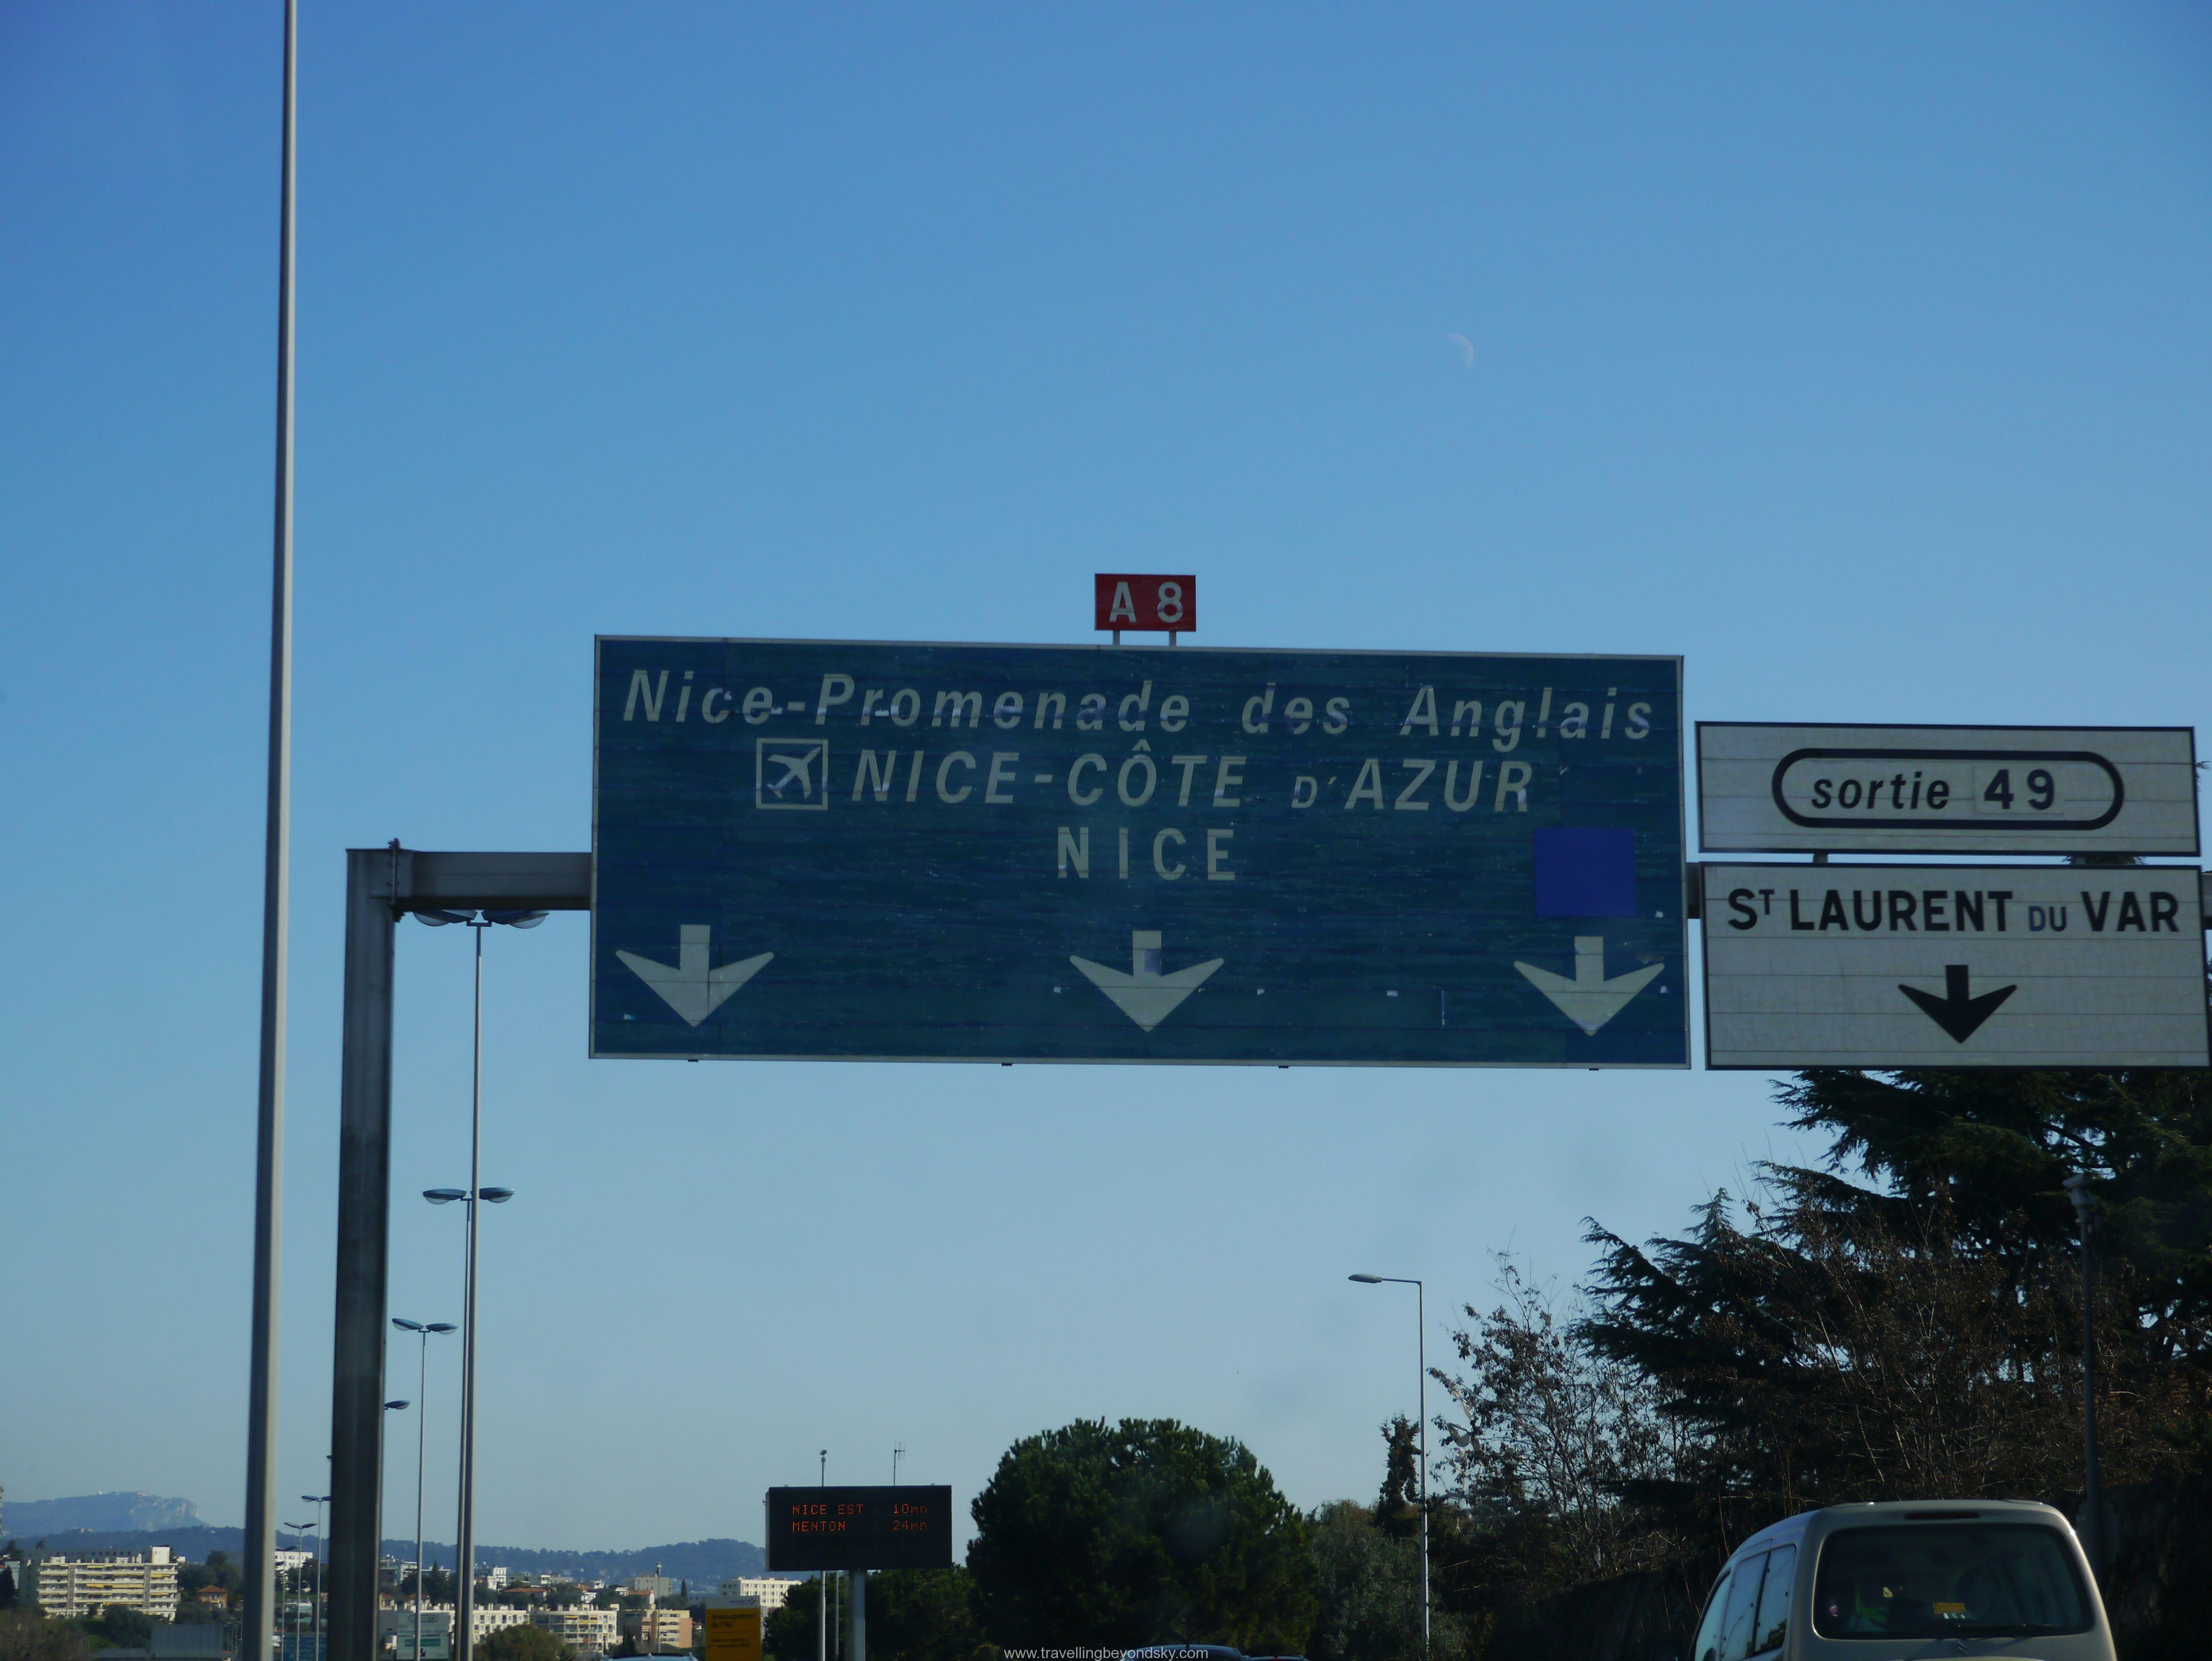 A 8
Nice-Promenade des Anglais
NICE-CÔTE D'AZUR
NICE
sortie 49
ST LAURENT DU VAR
NICE EST 10mn
MENTON 24mn
www.travellingbeyondsky.com